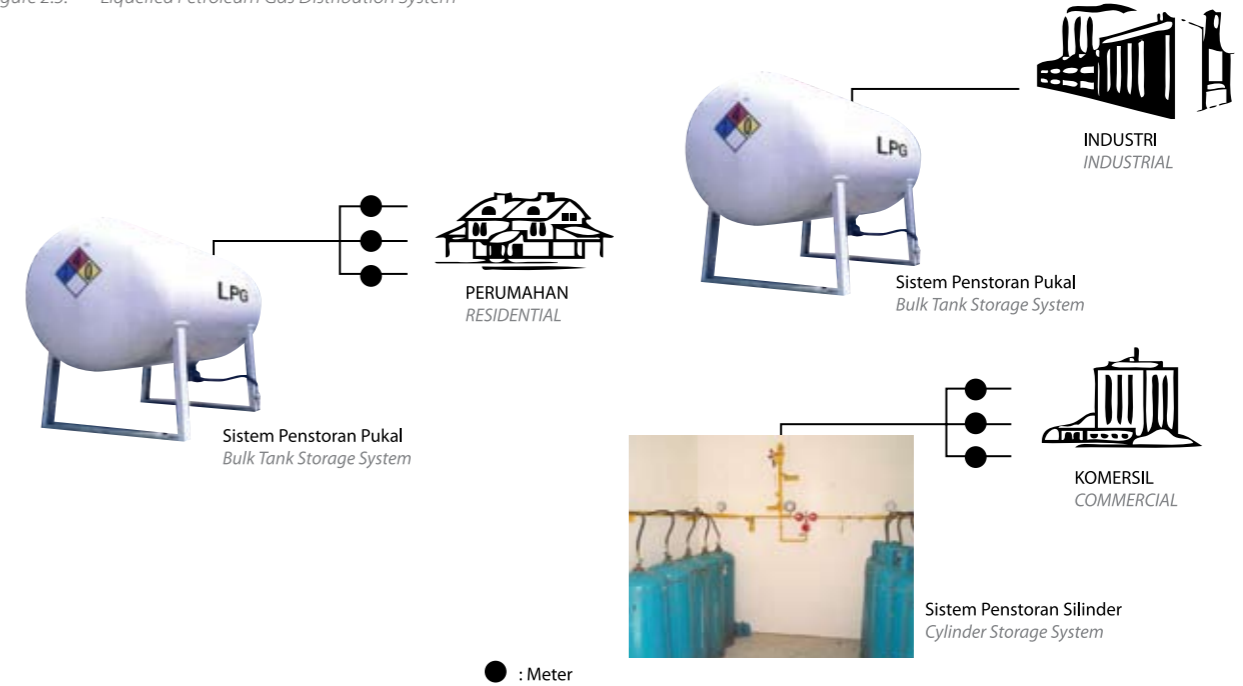 Liquefied Petroleum Gas Distribution System
INDUSTRI
INDUSTRIAL
LPG
LPG
PERUMAHAN
RESIDENTIAL
Sistem Penstoran Pukal
Bulk Tank Storage System
Sistem Penstoran Pukal
Bulk Tank Storage System
KOMERSIL
COMMERCIAL
Sistem Penstoran Silinder
Cylinder Storage System
: Meter